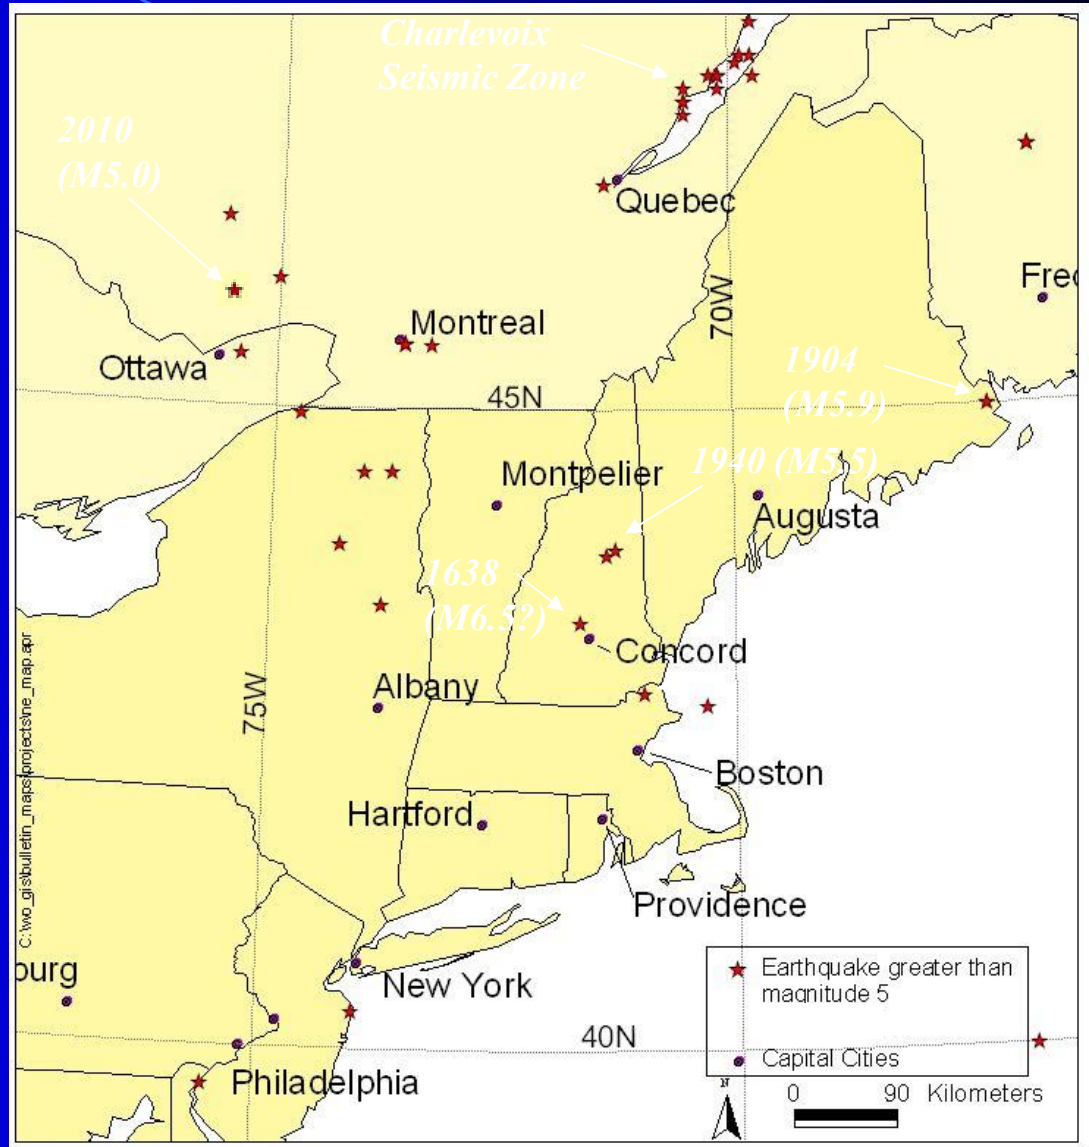 Charlevoix
Seismic Zone
2010
(M5.0)
Quebec
70W
Fred
Montreal
Ottawa
1904
(M5.9)
45N
Montpelier
1940 (M5.5)
Augusta
1638
(M6.5?)
Concord
Albany
75W
Boston
Hartford
Providence
C:\wo_gis\bulletin_maps\projects\ne_map.apr
burg
New York
Earthquake greater than
magnitude 5
40N
Capital Cities
Philadelphia
N
0 90 Kilometers